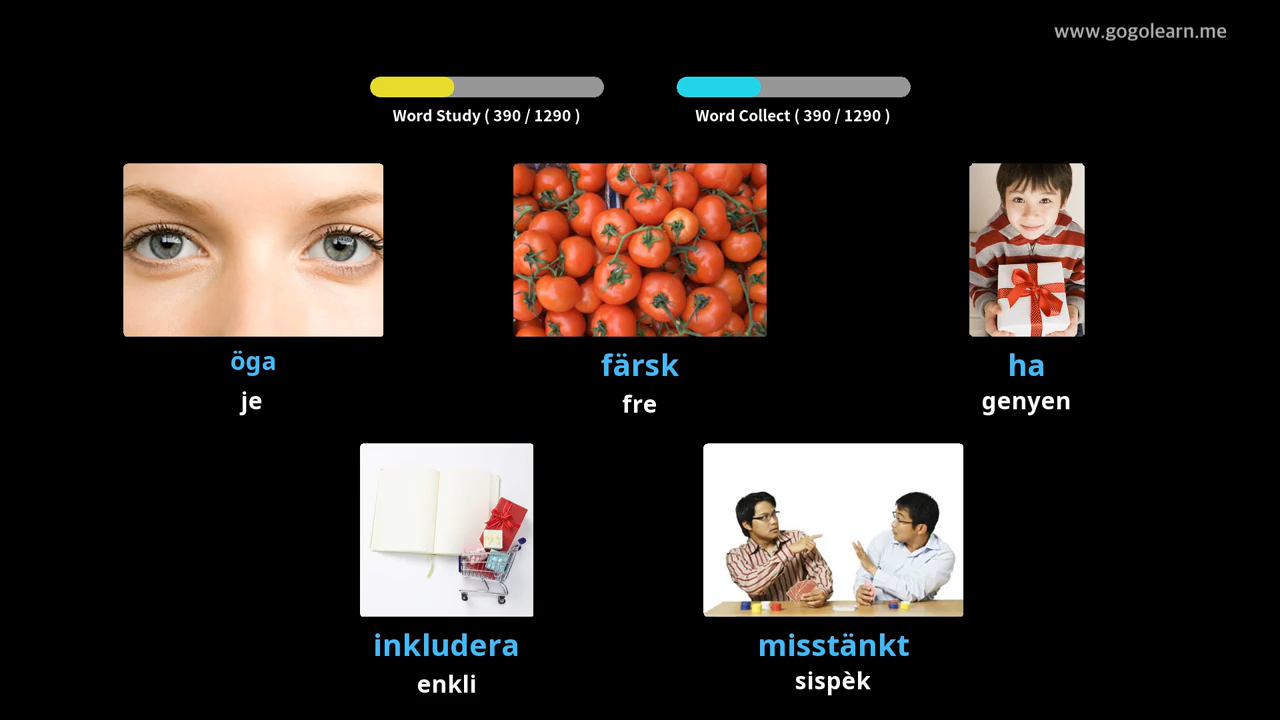 www.gogolearn.me
Word Study ( 390 / 1290 )
Word Collect ( 390 / 1290 )
öga
je
färsk
fre
ha
genyen
inkludera
enkli
misstänkt
sispèk